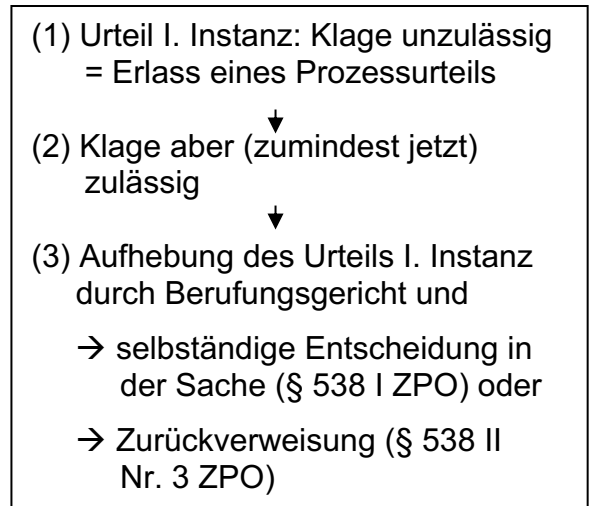 (1) Urteil I. Instanz: Klage unzulässig
= Erlass eines Prozessurteils
(2) Klage aber (zumindest jetzt)
zulässig
(3) Aufhebung des Urteils I. Instanz
durch Berufungsgericht und
→ selbständige Entscheidung in
der Sache (§ 538 I ZPO) oder
→ Zurückverweisung (§ 538 II
Nr. 3 ZPO)